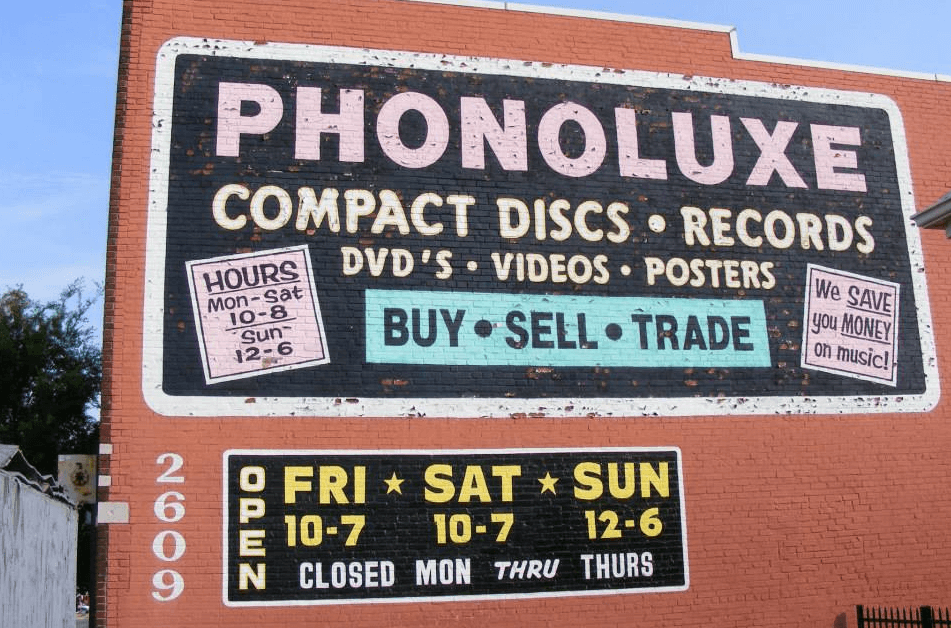 PHONOLUXE
COMPACT DISCS • RECORDS
DVD'S • VIDEOS • POSTERS
HOURS
Mon-Sat
10-8
Sun
12-6
BUY • SELL • TRADE
We SAVE
you MONEY
on music!
2609
OPEN
FRI ★ SAT ★ SUN
10-7 10-7 12-6
CLOSED MON THRU THURS